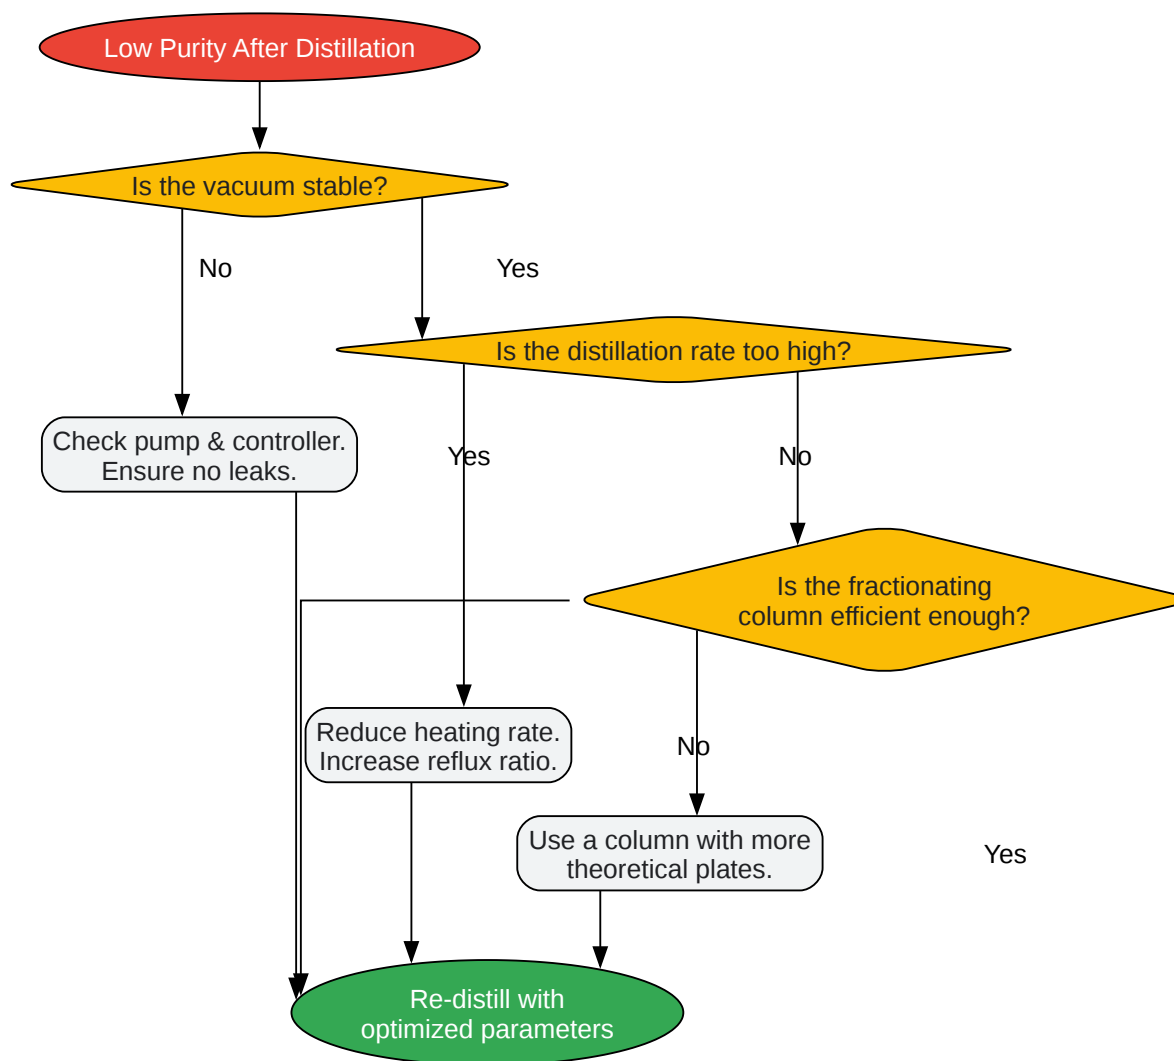 Low Purity After Distillation
Is the vacuum stable?
No
Yes
Is the distillation rate too high?
Check pump & controller.
Ensure no leaks.
Yes
No
Is the fractionating
column efficient enough?
Reduce heating rate.
Increase reflux ratio.
No
Use a column with more
theoretical plates.
Yes
Re-distill with
optimized parameters